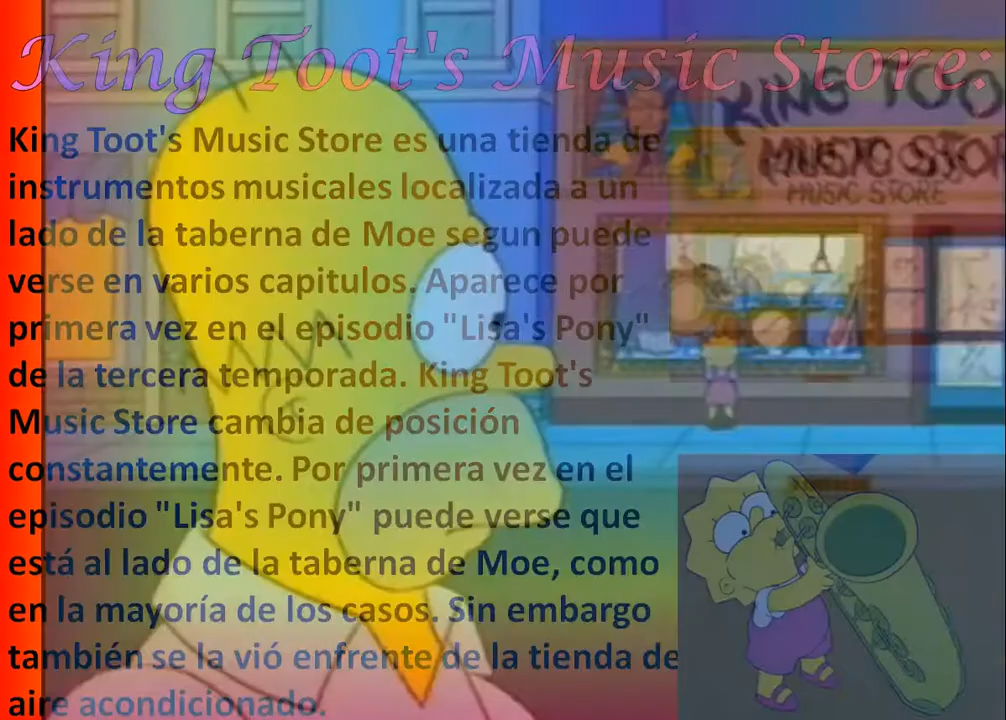 King Toot's Music Store:
KING TOO
MUSIC STOR
MUSIC STORE
King Toot's Music Store es una tienda de
instrumentos musicales localizada a un
lado de la taberna de Moe segun puede
verse en varios capitulos. Aparece por
primera vez en el episodio "Lisa's Pony"
de la tercera temporada. King Toot's
Music Store cambia de posición
constantemente. Por primera vez en el
episodio "Lisa's Pony" puede verse que
está al lado de la taberna de Moe, como
en la mayoría de los casos. Sin embargo
también se la vió enfrente de la tienda de
aire acondicionado.